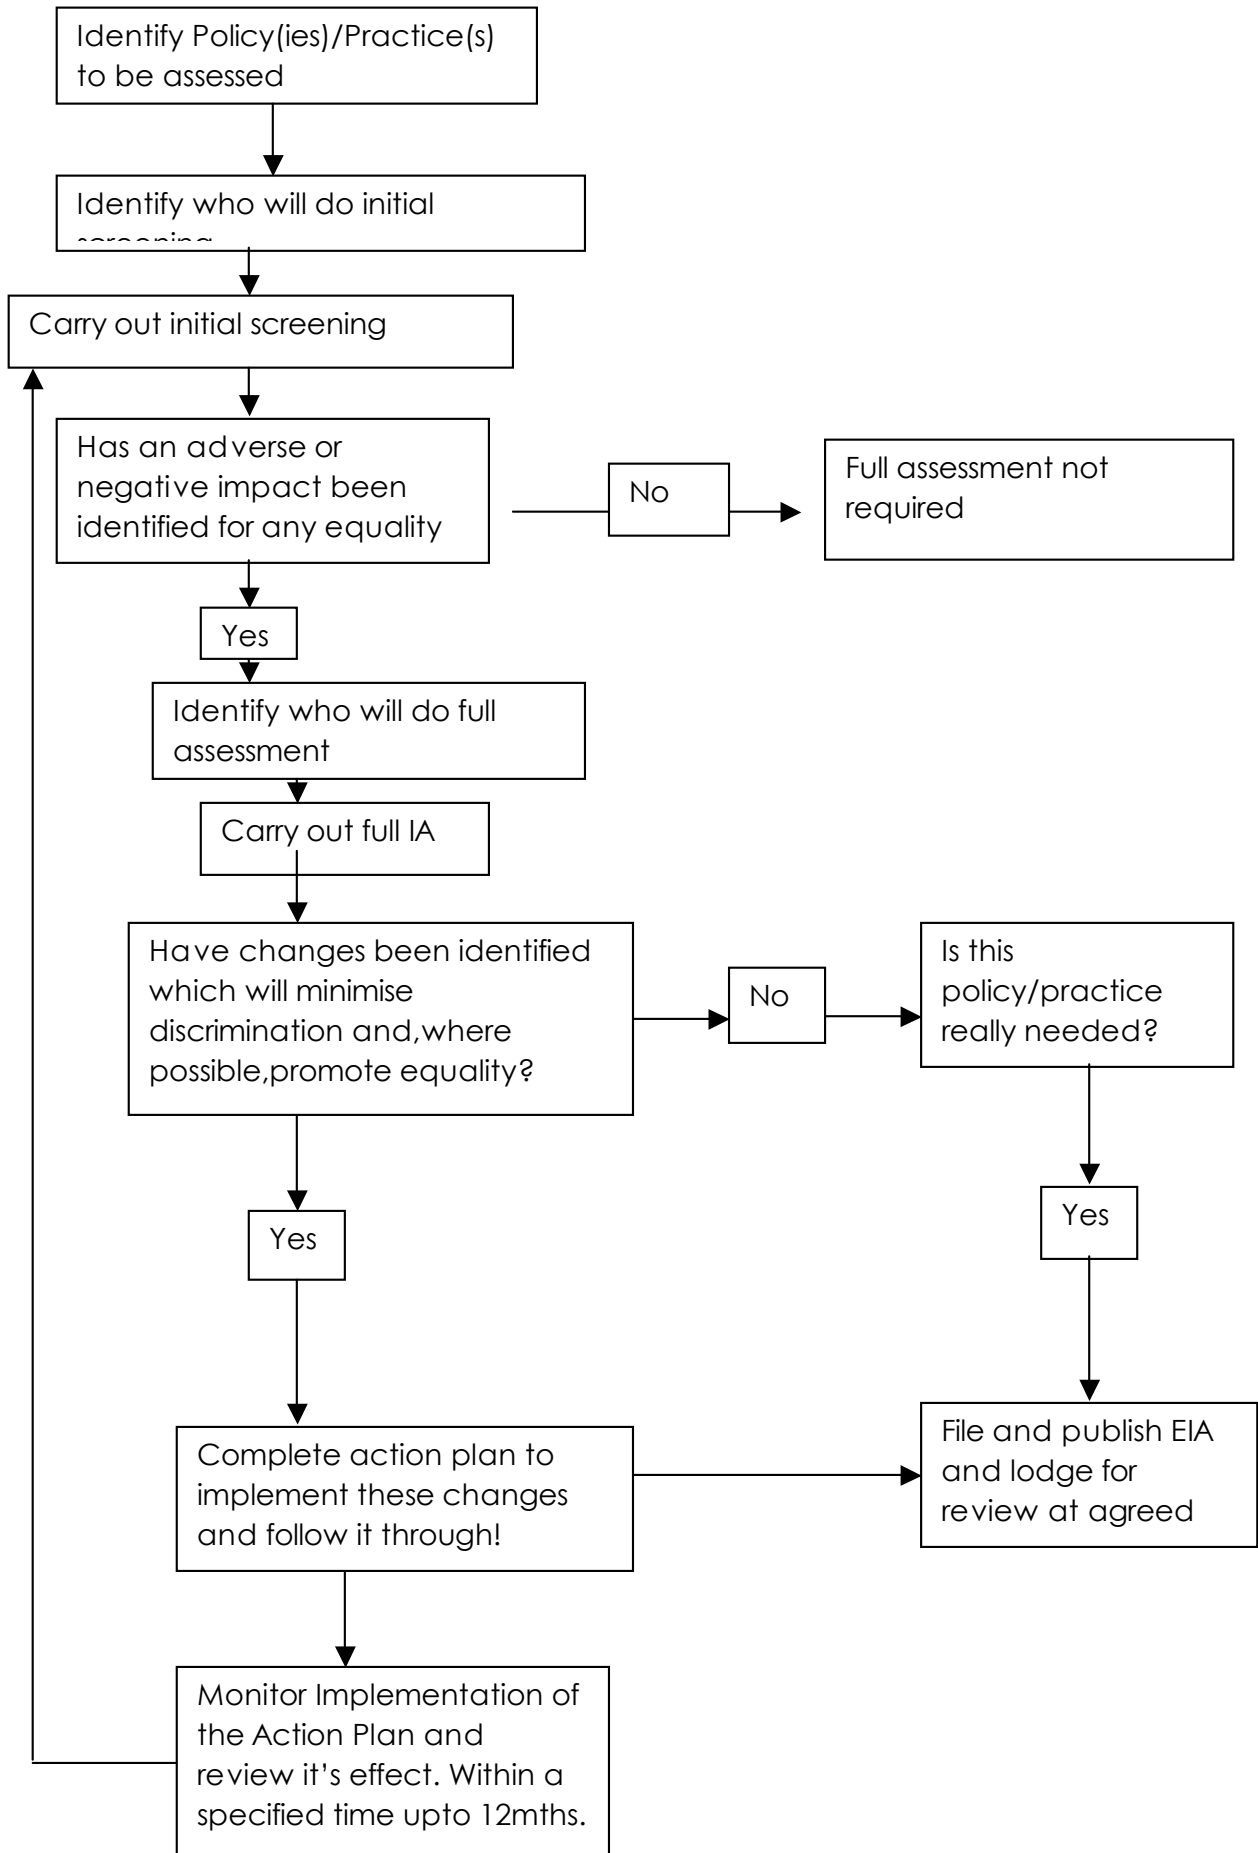 Identify Policy(ies)/Practice(s)
to be assessed
Identify who will do initial
Carry out initial screening
Has an adverse or
negative impact been
identified for any equality
No
Full assessment not
required
Yes
Identify who will do full
assessment
Carry out full IA
Have changes been identified
which will minimise
discrimination and,where
possible,promote equality?
No
Is this
policy/practice
really needed?
Yes
Yes
Complete action plan to
implement these changes
and follow it through!
File and publish EIA
and lodge for
review at agreed
Monitor Implementation of
the Action Plan and
review it’s effect. Within a
specified time upto 12mths.